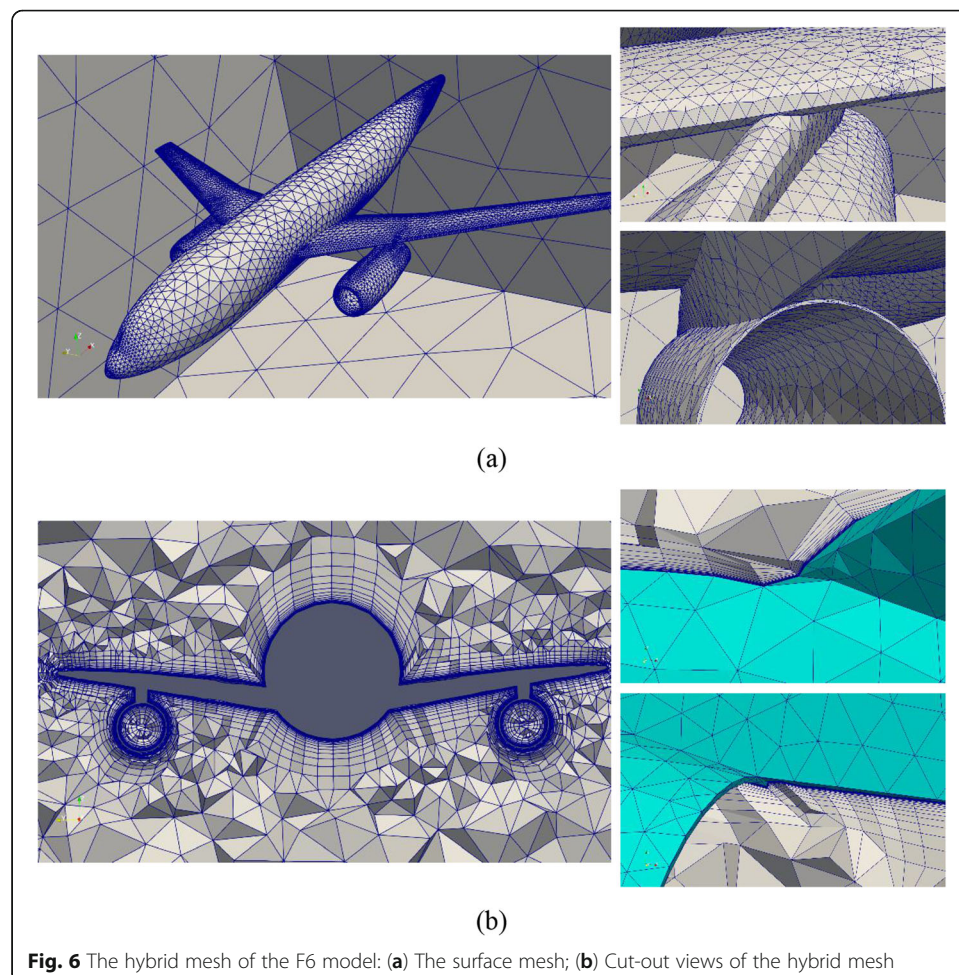 (a)
(b)
Fig. 6 The hybrid mesh of the F6 model: (a) The surface mesh; (b) Cut-out views of the hybrid mesh